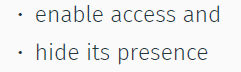 · enable access and
· hide its presence